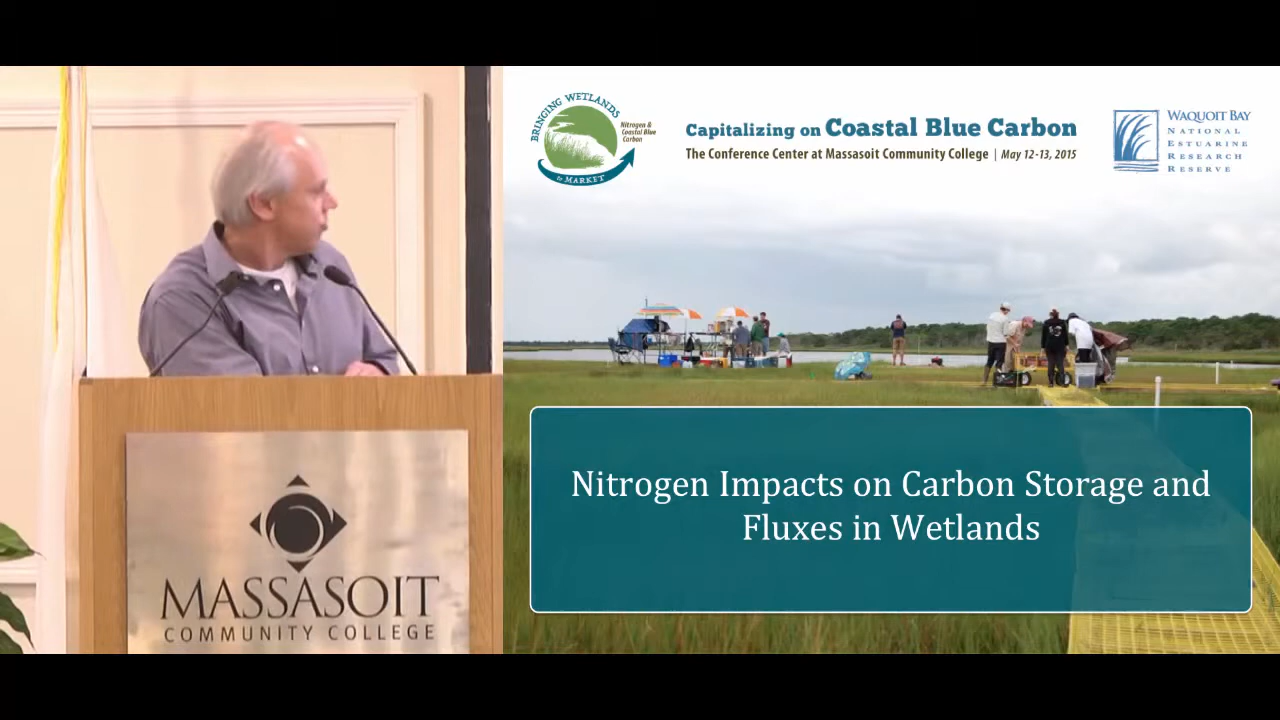 BRINGING WETLANDS
Nitrogen &
Coastal Blue
Carbon
to MARKET
Capitalizing on Coastal Blue Carbon
The Conference Center at Massasoit Community College | May 12-13, 2015
WAQUOIT BAY
NATIONAL
ESTUARINE
RESEARCH
RESERVE
Nitrogen Impacts on Carbon Storage and
Fluxes in Wetlands
MASSASOIT
COMMUNITY COLLEGE